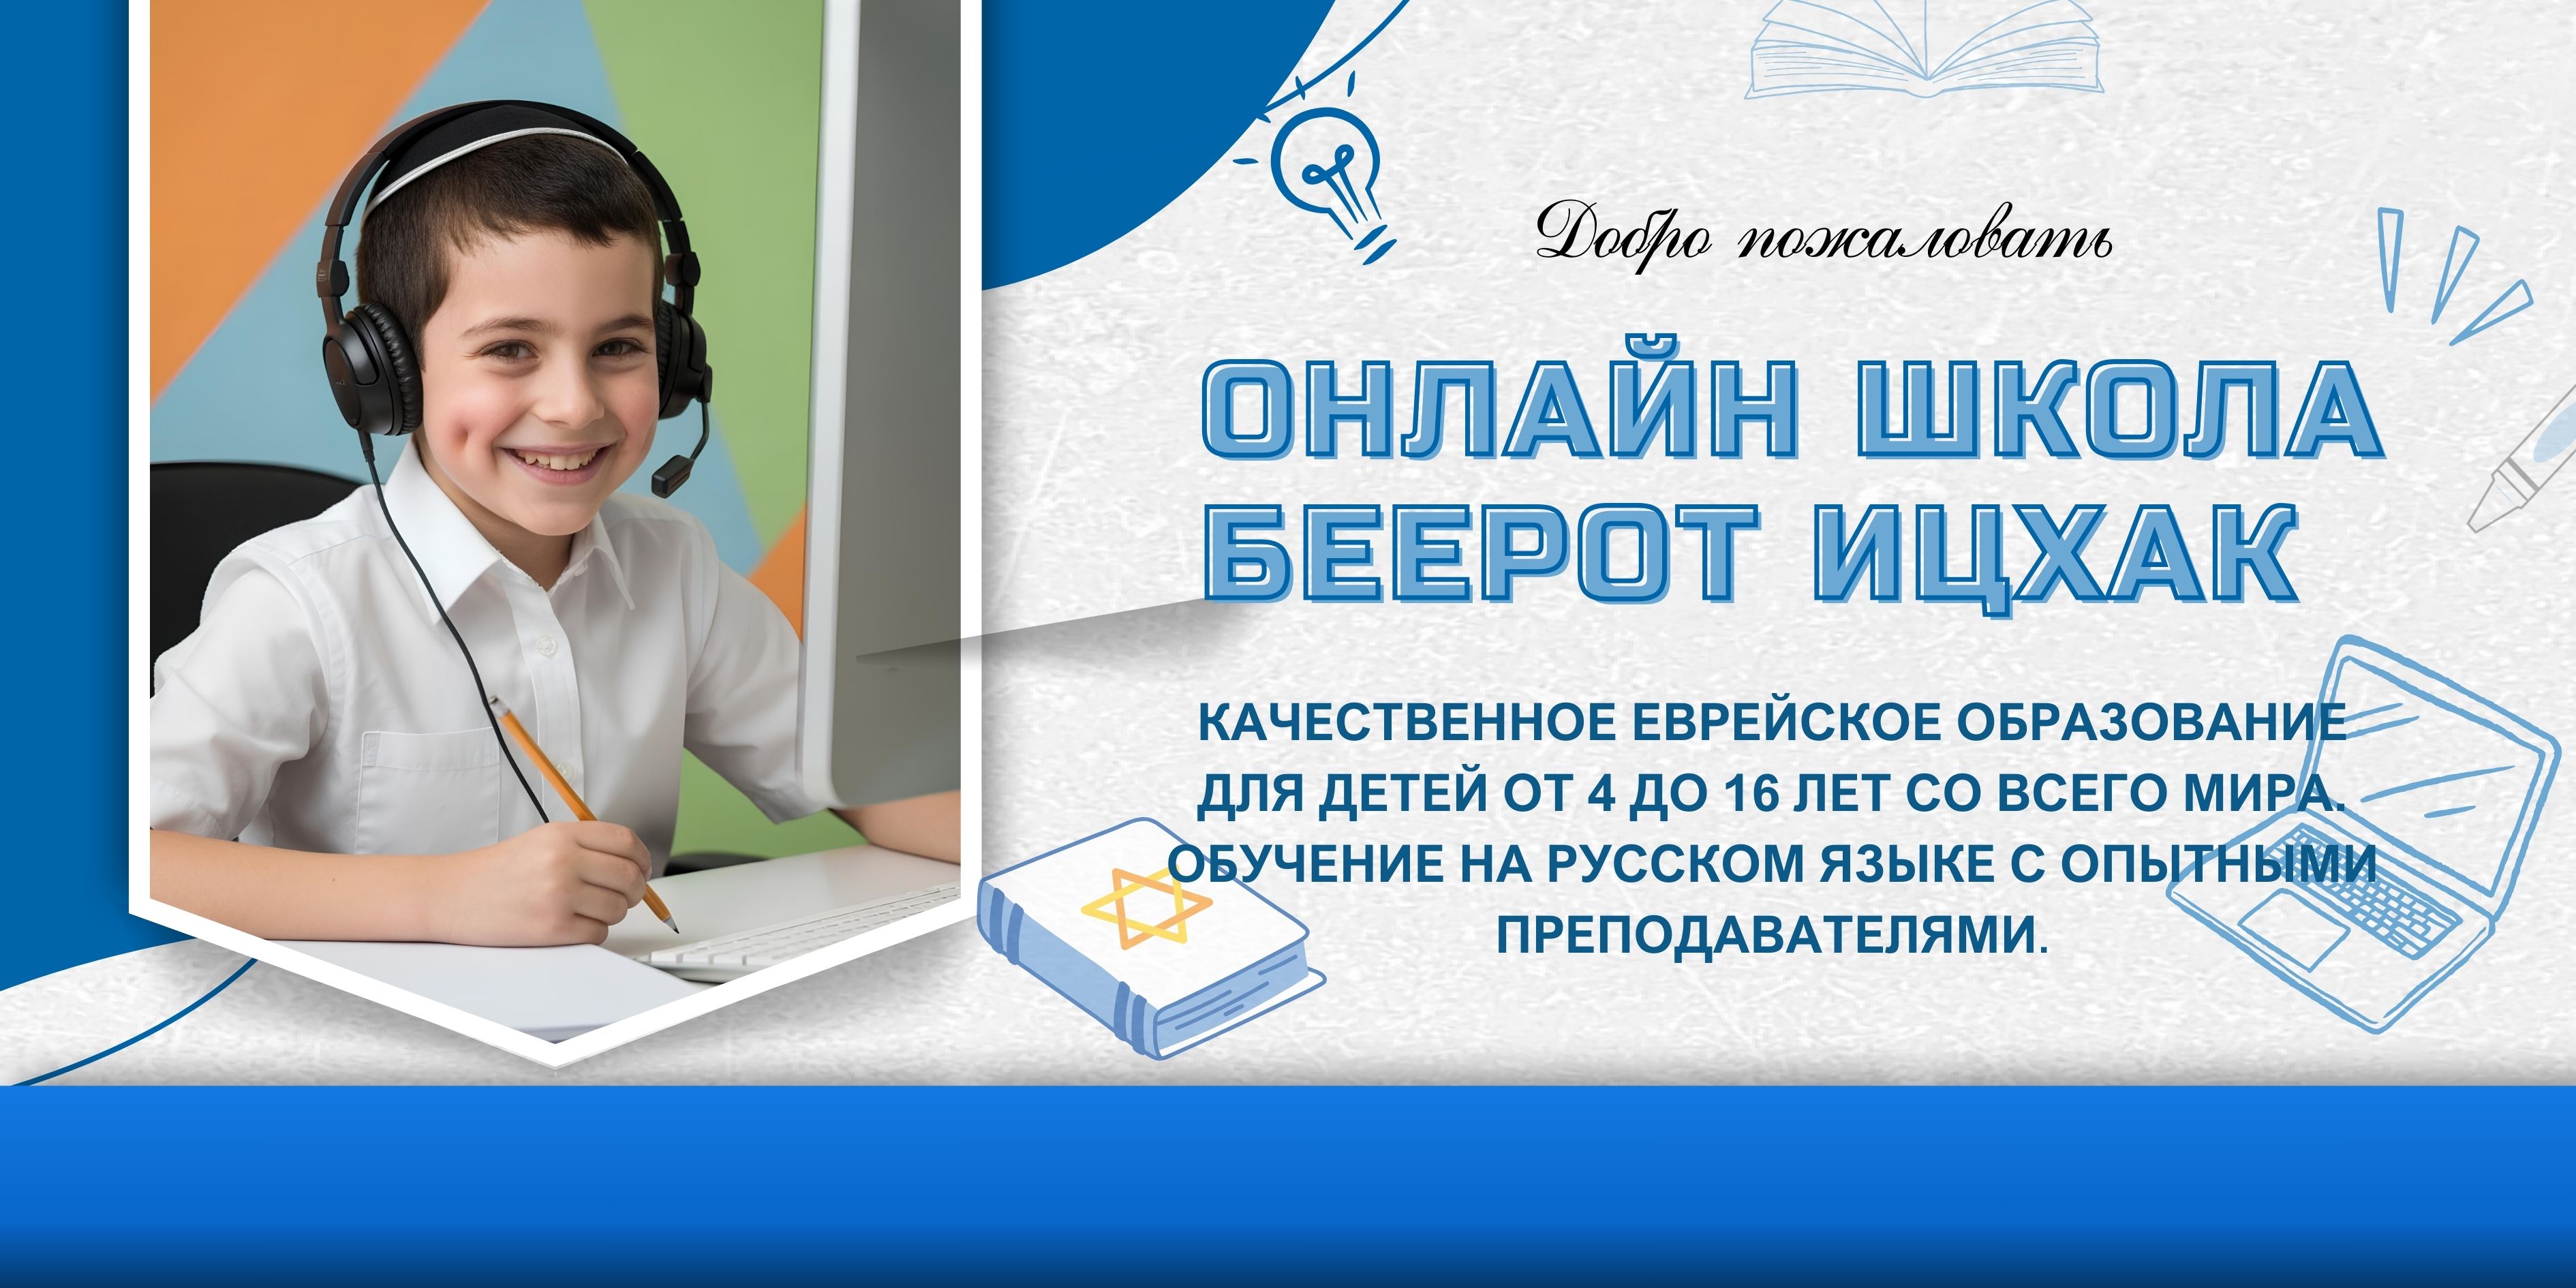 Добро пожаловать
ОНЛАЙН ШКОЛА
БЕЕРОТ ИЦХАК
КАЧЕСТВЕННОЕ ЕВРЕЙСКОЕ ОБРАЗОВАНИЕ
ДЛЯ ДЕТЕЙ ОТ 4 ДО 16 ЛЕТ СО ВСЕГО МИРА.
ОБУЧЕНИЕ НА РУССКОМ ЯЗЫКЕ С ОПЫТНЫМИ
ПРЕПОДАВАТЕЛЯМИ.